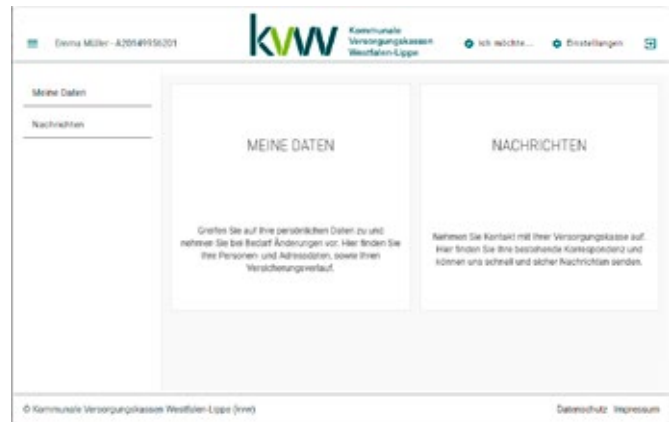 Emma Müller - A20149956201
kvw
Kommunale
Versorgungskassen
Westfalen-Lippe
Ich möchte...
Einstellungen
Meine Daten
Nachrichten
MEINE DATEN
Greifen Sie auf Ihre persönlichen Daten zu und
nehmen Sie bei Bedarf Änderungen vor. Hier finden Sie
Ihre Personen- und Adressdaten, sowie Ihren
Versicherungsverlauf.
NACHRICHTEN
Nehmen Sie Kontakt mit Ihrer Versorgungskasse auf.
Hier finden Sie Ihre bestehende Korrespondenz und
können uns schnell und sicher Nachrichten senden.
© Kommunale Versorgungskassen Westfalen-Lippe (kvw)
Datenschutz Impressum